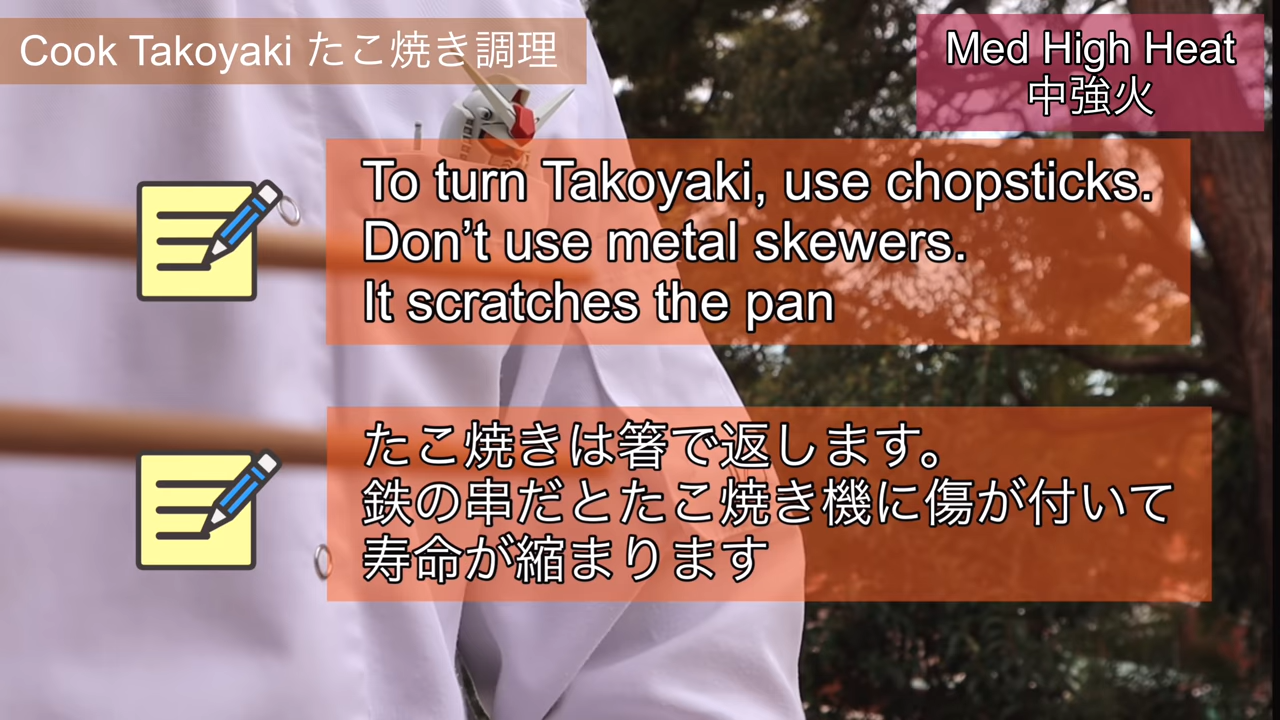 Cook Takoyaki たこ焼き調理
Med High Heat
中強火
To turn Takoyaki, use chopsticks.
Don’t use metal skewers.
It scratches the pan
たこ焼きは箸で返します。
鉄の串だとたこ焼き機に傷が付いて
寿命が縮まります